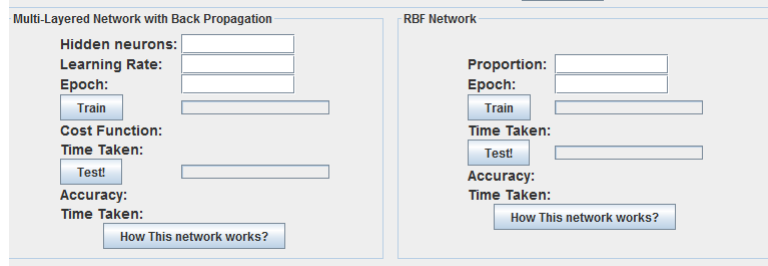 Multi-Layered Network with Back Propagation
Hidden neurons:
Learning Rate:
Epoch:
Train
Cost Function:
Time Taken:
Test!
Accuracy:
Time Taken:
How This network works?
RBF Network
Proportion:
Epoch:
Train
Time Taken:
Test!
Accuracy:
Time Taken:
How This network works?